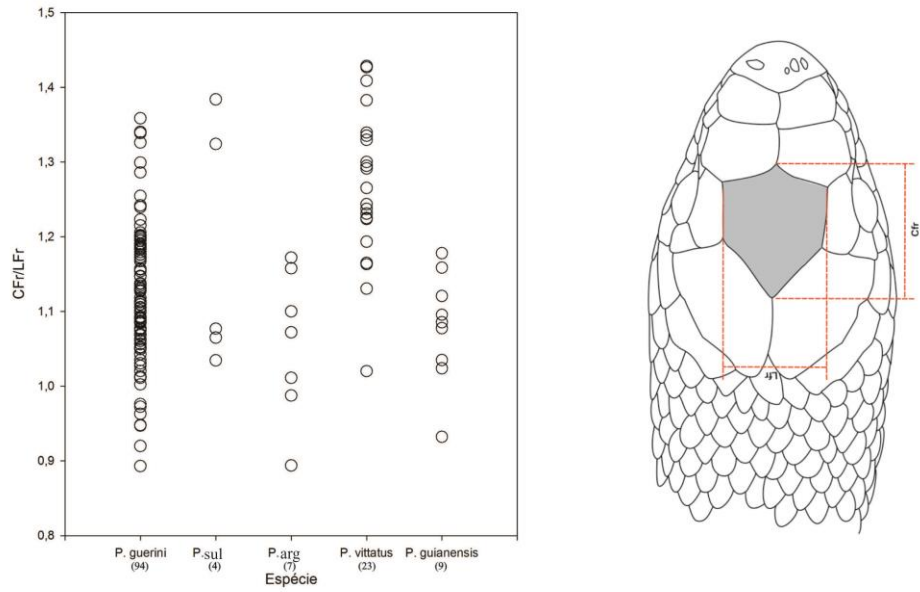 1,5
1,4
1,3
1,2
1,1
1,0
0,9
0,8
CFr/LFr
P. guerini
(94)
P.sul
(4)
P.arg
(7)
P. vittatus
(23)
P. guianensis
(9)
Espécie
Cfr
Lfr